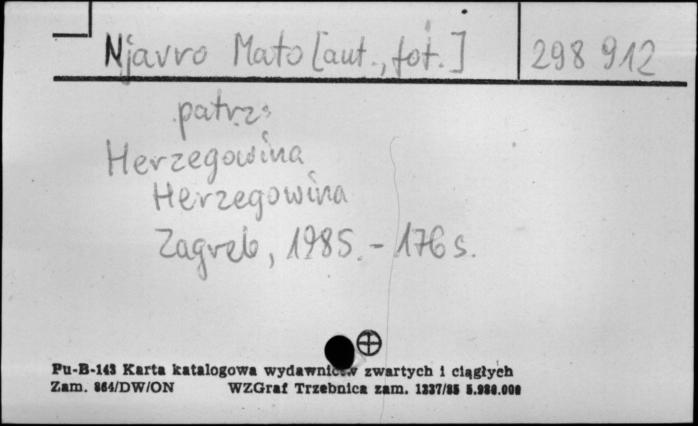 Njavro Mato [aut., fot.] 298 912
patrz:
Herzegowina
Herzegowina
Zagreb, 1985. - 176 s.
Pu-B-143 Karta katalogowa wydawnictw zwartych i ciągłych
Zam. 864/DW/ON WZGraf Trzebnica zam. 1337/85 5.980.000